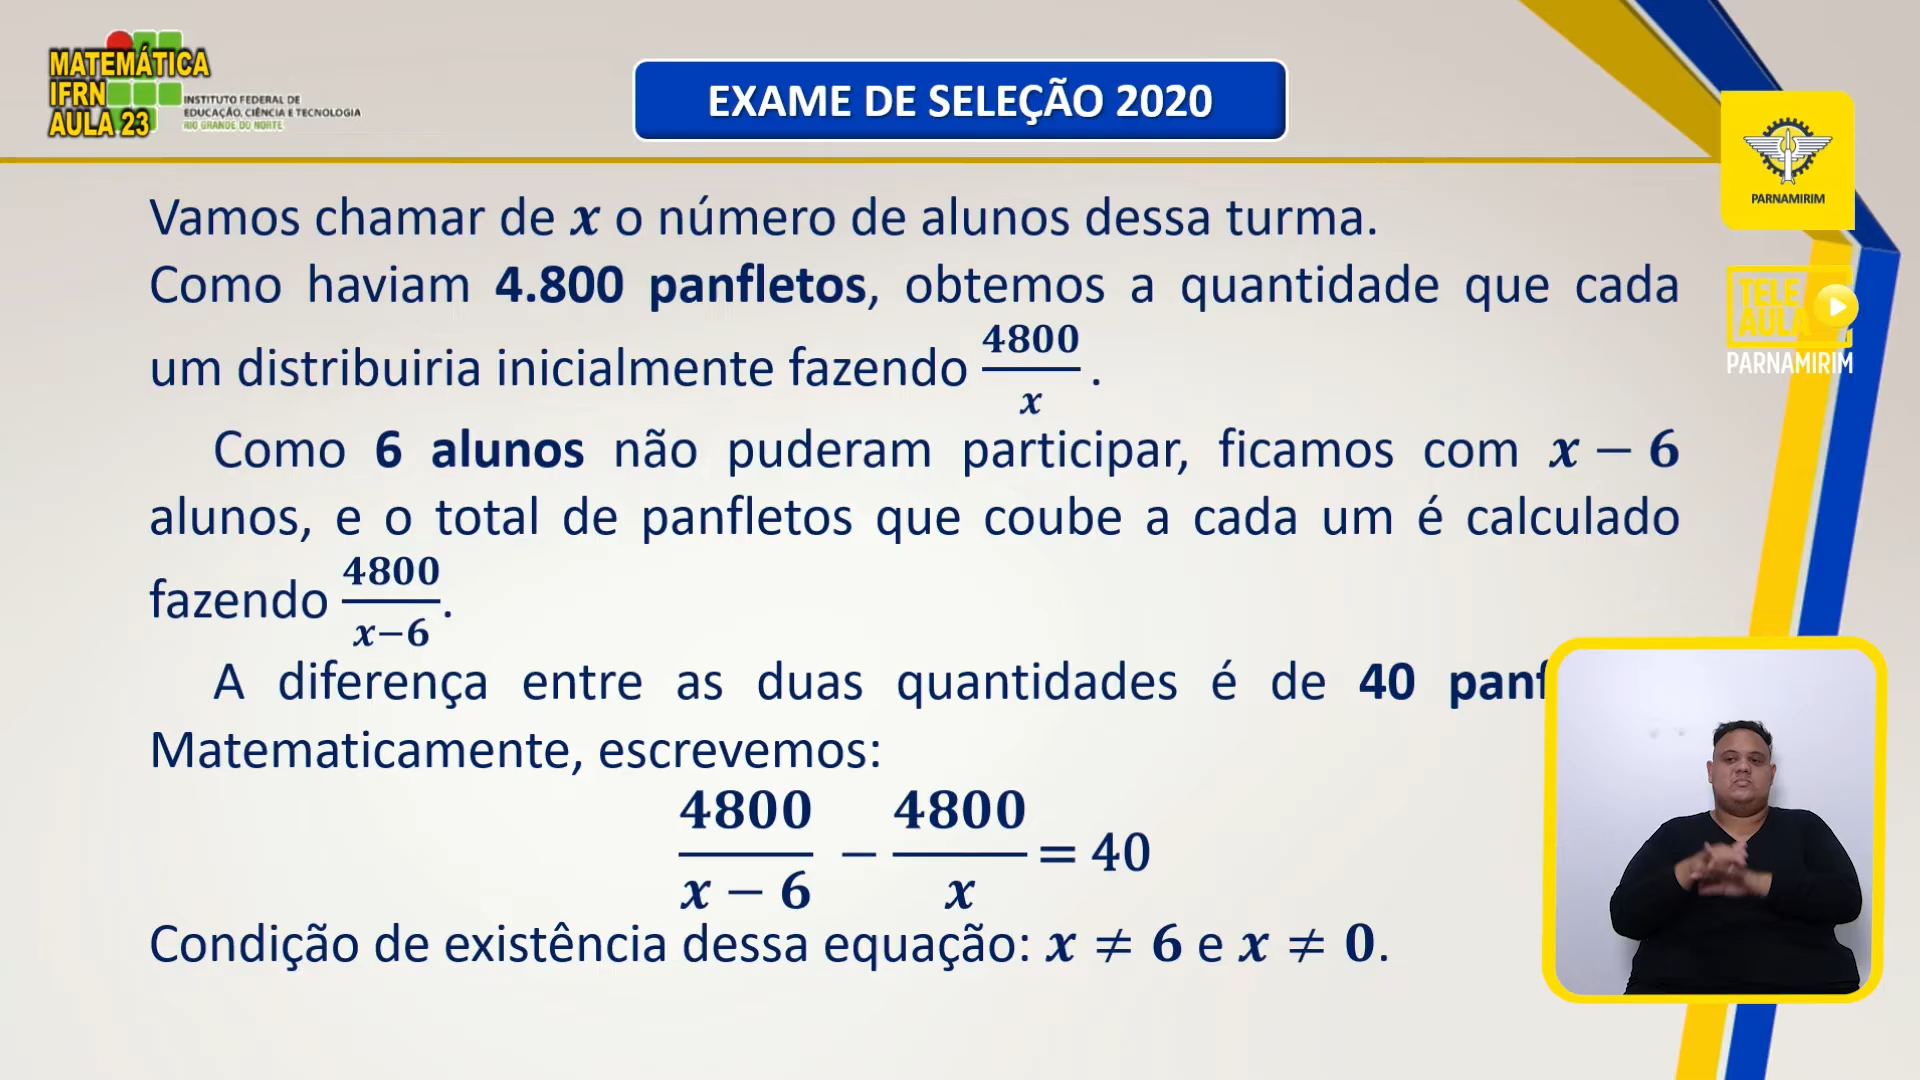 MATEMÁTICA
IFRN
AULA 23
INSTITUTO FEDERAL DE
EDUCAÇÃO, CIÊNCIA E TECNOLOGIA
RIO GRANDE DO NORTE
EXAME DE SELEÇÃO 2020
PARNAMIRIM
TELE
AULA
PARNAMIRIM
Vamos chamar de x o número de alunos dessa turma.
Como haviam 4.800 panfletos, obtemos a quantidade que cada
um distribuiria inicialmente fazendo 4800/x .
Como 6 alunos não puderam participar, ficamos com x − 6
alunos, e o total de panfletos que coube a cada um é calculado
fazendo 4800/(x−6).
A diferença entre as duas quantidades é de 40
Matematicamente, escrevemos:
4800/(x − 6) − 4800/x = 40
Condição de existência dessa equação: x ≠ 6 e x ≠ 0.